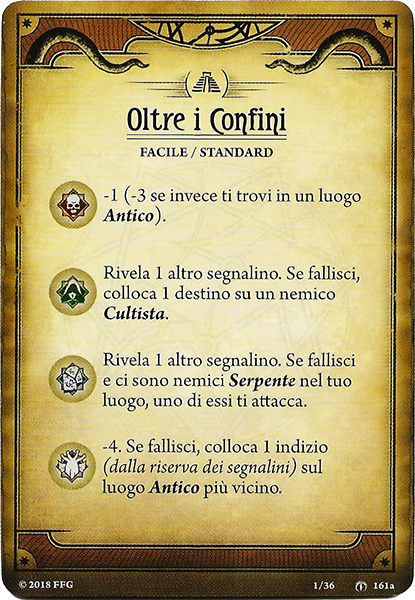 Oltre i Confini
FACILE / STANDARD
-1 (-3 se invece ti trovi in un luogo
Antico).
Rivela 1 altro segnalino. Se fallisci,
colloca 1 destino su un nemico
Cultista.
Rivela 1 altro segnalino. Se fallisci
e ci sono nemici Serpente nel tuo
luogo, uno di essi ti attacca.
-4. Se fallisci, colloca 1 indizio
(dalla riserva dei segnalini) sul
luogo Antico più vicino.
© 2018 FFG 1/36 161a